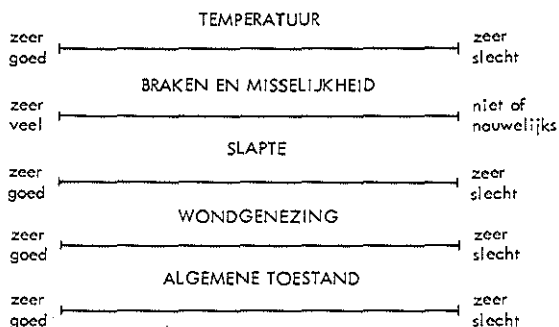 TEMPERATUUR
zeer goed zeer slecht
BRAKEN EN MISSELIJKHEID
zeer veel niet of nauwelijks
SLAPTE
zeer goed zeer slecht
WONDGENEZING
zeer goed zeer slecht
ALGEMENE TOESTAND
zeer goed zeer slecht